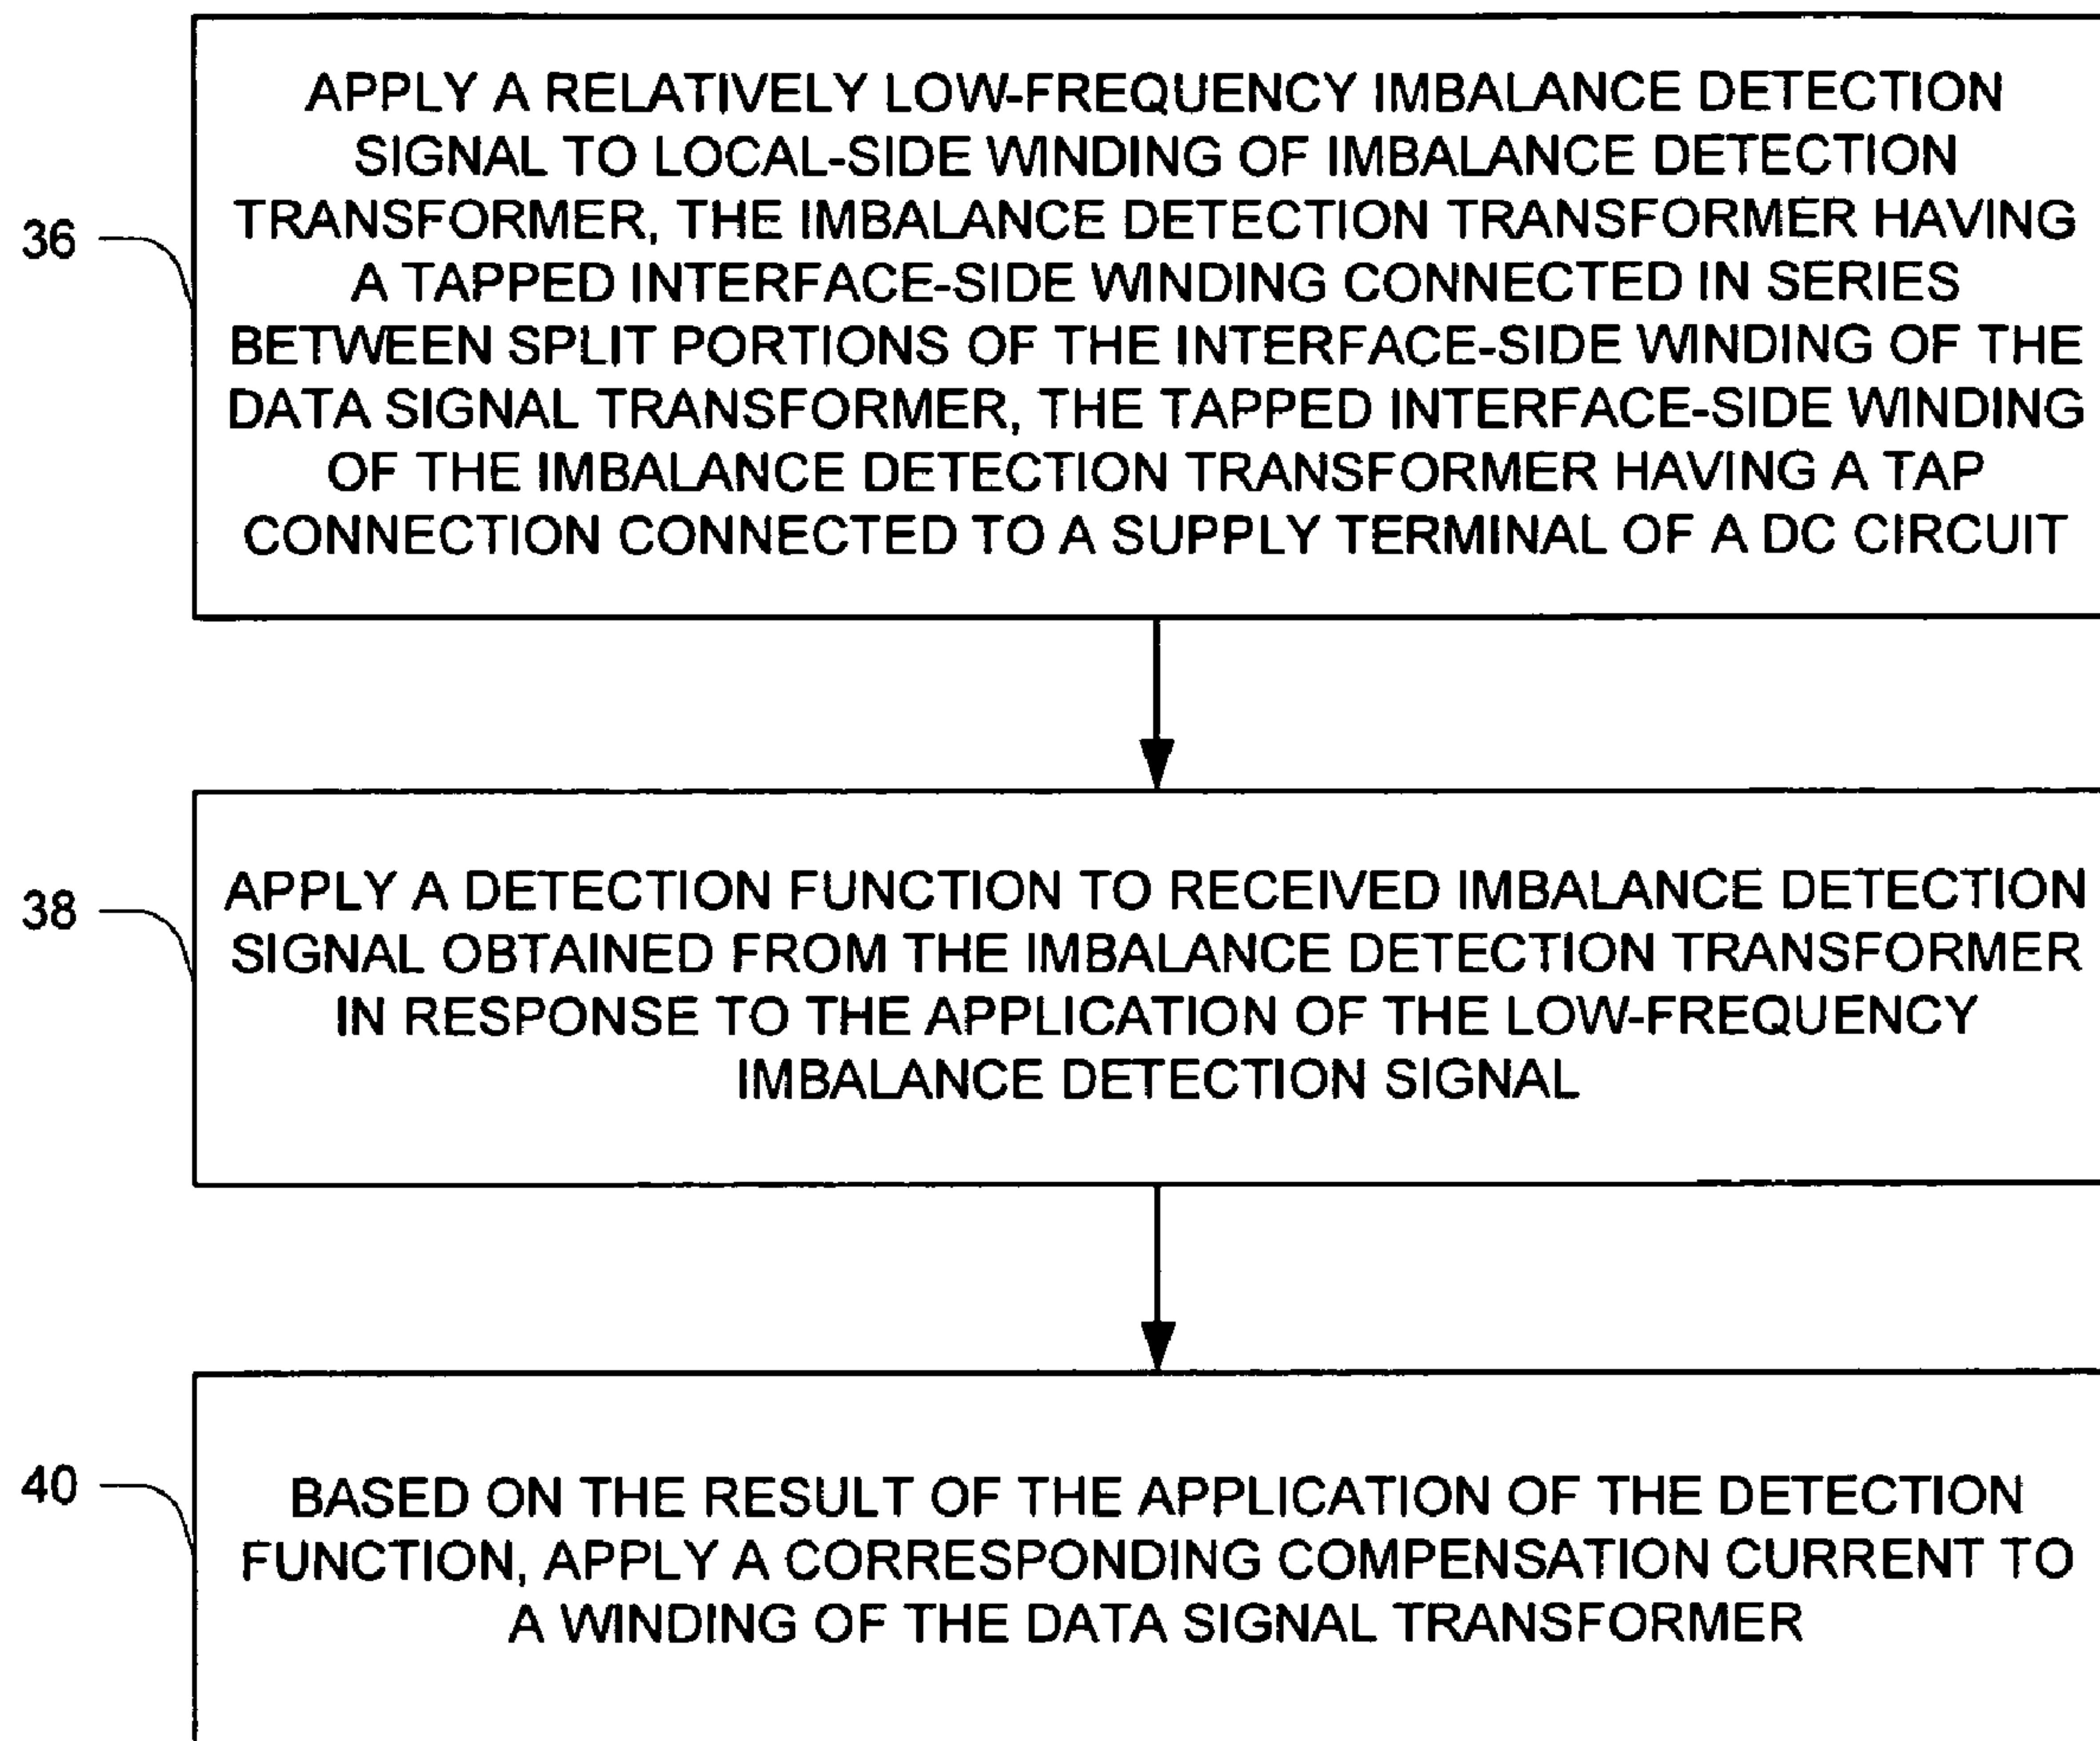 36
APPLY A RELATIVELY LOW-FREQUENCY IMBALANCE DETECTION
SIGNAL TO LOCAL-SIDE WINDING OF IMBALANCE DETECTION
TRANSFORMER, THE IMBALANCE DETECTION TRANSFORMER HAVING
A TAPPED INTERFACE-SIDE WINDING CONNECTED IN SERIES
BETWEEN SPLIT PORTIONS OF THE INTERFACE-SIDE WINDING OF THE
DATA SIGNAL TRANSFORMER, THE TAPPED INTERFACE-SIDE WINDING
OF THE IMBALANCE DETECTION TRANSFORMER HAVING A TAP
CONNECTION CONNECTED TO A SUPPLY TERMINAL OF A DC CIRCUIT
38
APPLY A DETECTION FUNCTION TO RECEIVED IMBALANCE DETECTION
SIGNAL OBTAINED FROM THE IMBALANCE DETECTION TRANSFORMER
IN RESPONSE TO THE APPLICATION OF THE LOW-FREQUENCY
IMBALANCE DETECTION SIGNAL
40
BASED ON THE RESULT OF THE APPLICATION OF THE DETECTION
FUNCTION, APPLY A CORRESPONDING COMPENSATION CURRENT TO
A WINDING OF THE DATA SIGNAL TRANSFORMER